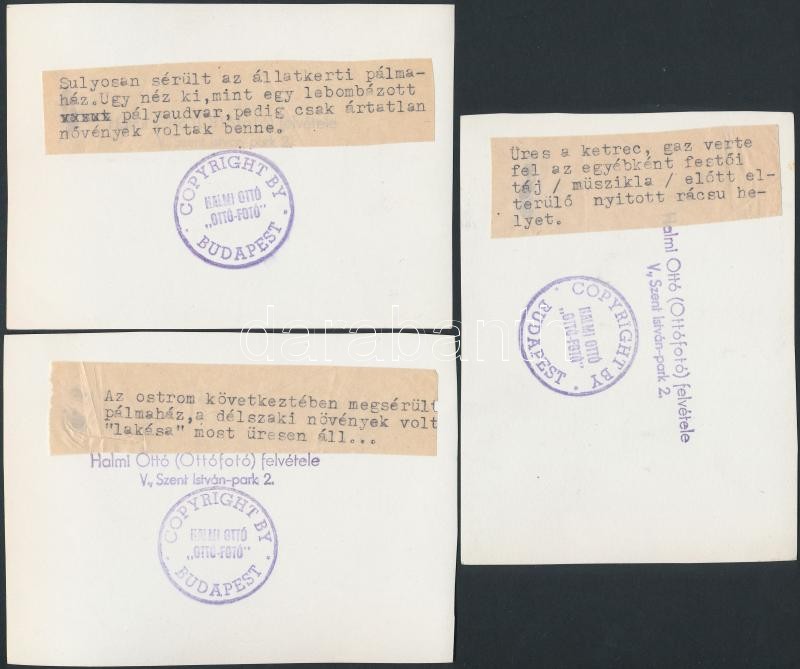 Sulyosan sérült az állatkerti pálma-
ház.Ugy néz ki,mint egy lebombázott
pályaudvar,pedig csak ártatlan
növények voltak benne.
COPYRIGHT BY
HALMI OTTÓ
„OTTÓ-FOTÓ"
BUDAPEST
Az ostrom következtében megsérült
pálmaház,a délszaki növények volt
"lakása" most üresen áll...
Halmi Ottó (Ottófotó) felvétele
V., Szent István-park 2.
COPYRIGHT BY
HALMI OTTÓ
„OTTÓ-FOTÓ"
BUDAPEST
Üres a ketrec, gaz verte
fel az egyébként festői
táj / müszikla / előtt el-
terülő nyitott rácsu he-
lyet.
Halmi Ottó (Ottófotó) felvétele
V., Szent István-park 2.
COPYRIGHT BY
HALMI OTTÓ
„OTTÓ-FOTÓ"
BUDAPEST